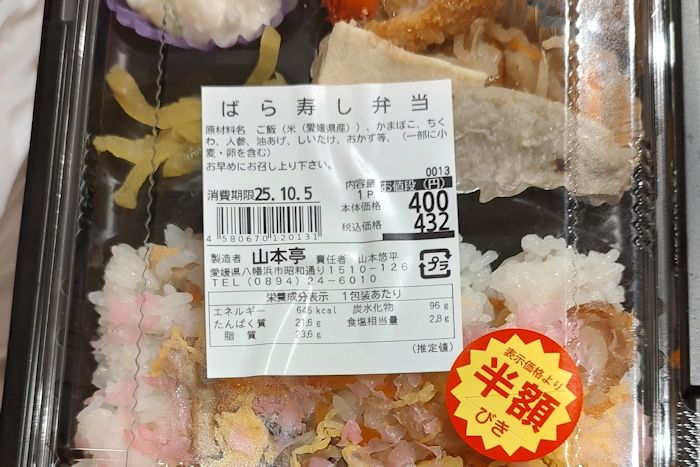 ばら寿し弁当
原材料名 ご飯(米(愛媛県産))、かまぼこ、ちく
わ、人参、油あげ、しいたけ、おかず等、(一部に小
麦・卵を含む)
お早めにお召し上り下さい。
0013
消費期限25.10.5
内容量 お値段(円)
1P
本体価格 400
税込価格 432
4 580670 120131
製造者 山本亭 責任者 山本悠平
愛媛県八幡浜市昭和通り1510-126
TEL(0894)24-6010
プラ
栄養成分表示 1包装あたり
エネルギー 645kcal 炭水化物 96g
たんぱく質 21.6g 食塩相当量 2.8g
脂質 23.6g
(推定値)
表示価格より
半額
びき